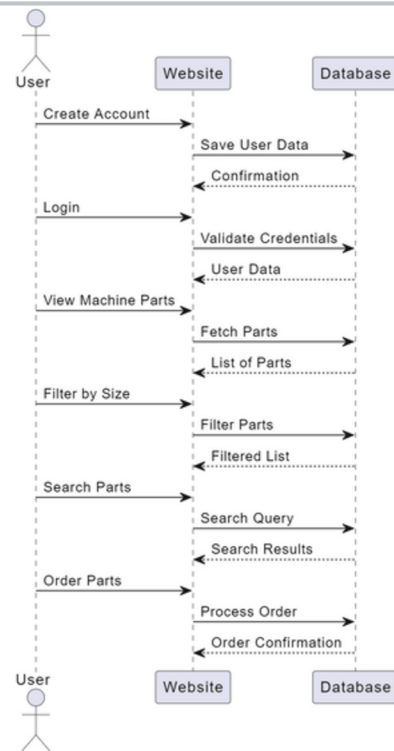 User
Website
Database
Create Account
Save User Data
Confirmation
Login
Validate Credentials
User Data
View Machine Parts
Fetch Parts
List of Parts
Filter by Size
Filter Parts
Filtered List
Search Parts
Search Query
Search Results
Order Parts
Process Order
Order Confirmation
User
Website
Database